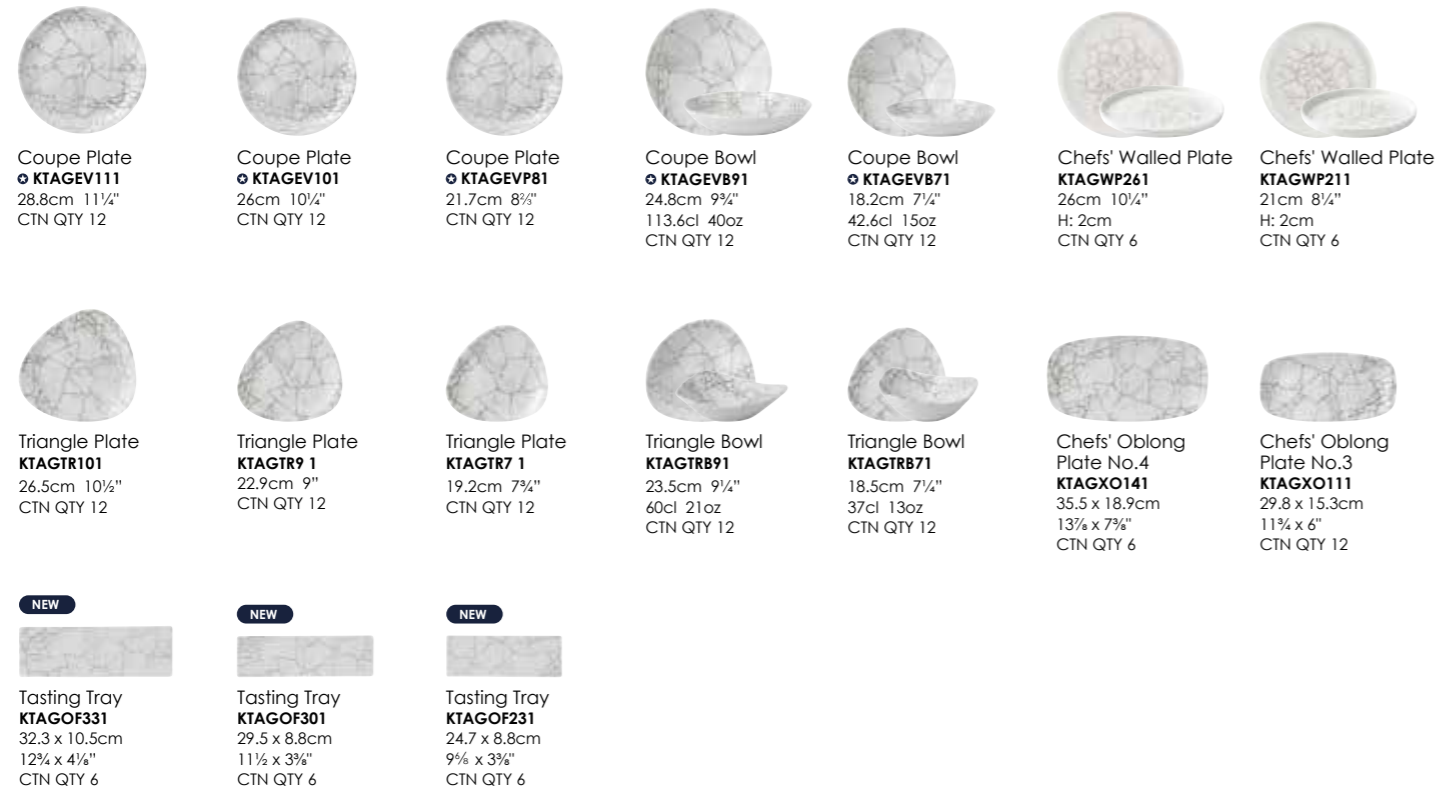 Coupe Plate
✪ KTAGEV111
28.8cm 11¼"
CTN QTY 12
Coupe Plate
✪ KTAGEV101
26cm 10¼"
CTN QTY 12
Coupe Plate
✪ KTAGEVP81
21.7cm 8⅔"
CTN QTY 12
Coupe Bowl
✪ KTAGEVB91
24.8cm 9¾"
113.6cl 40oz
CTN QTY 12
Coupe Bowl
✪ KTAGEVB71
18.2cm 7¼"
42.6cl 15oz
CTN QTY 12
Chefs' Walled Plate
KTAGWP261
26cm 10¼"
H: 2cm
CTN QTY 6
Chefs' Walled Plate
KTAGWP211
21cm 8¼”
H: 2cm
CTN QTY 6
Triangle Plate
KTAGTR101
26.5cm 10½”
CTN QTY 12
Triangle Plate
KTAGTR9 1
22.9cm 9”
CTN QTY 12
Triangle Plate
KTAGTR7 1
19.2cm 7¾”
CTN QTY 12
Triangle Bowl
KTAGTRB91
23.5cm 9¼”
60cl 21oz
CTN QTY 12
Triangle Bowl
KTAGTRB71
18.5cm 7¼”
37cl 13oz
CTN QTY 12
Chefs' Oblong
Plate No.4
KTAGXO141
35.5 x 18.9cm
13⅞ x 7⅜"
CTN QTY 6
Chefs' Oblong
Plate No.3
KTAGXO111
29.8 x 15.3cm
11¾ x 6"
CTN QTY 12
NEW
Tasting Tray
KTAGOF331
32.3 x 10.5cm
12¾ x 4⅛”
CTN QTY 6
NEW
Tasting Tray
KTAGOF301
29.5 x 8.8cm
11½ x 3⅜"
CTN QTY 6
NEW
Tasting Tray
KTAGOF231
24.7 x 8.8cm
9⁶⁄₈ x 3⅜"
CTN QTY 6